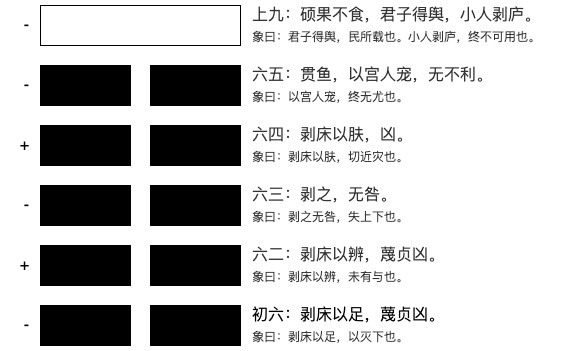 -
上九：硕果不食，君子得舆，小人剥庐。
象曰：君子得舆，民所载也。小人剥庐，终不可用也。
-
六五：贯鱼，以宫人宠，无不利。
象曰：以宫人宠，终无尤也。
+
六四：剥床以肤，凶。
象曰：剥床以肤，切近灾也。
-
六三：剥之，无咎。
象曰：剥之无咎，失上下也。
+
六二：剥床以辨，蔑贞凶。
象曰：剥床以辨，未有与也。
-
初六：剥床以足，蔑贞凶。
象曰：剥床以足，以灭下也。